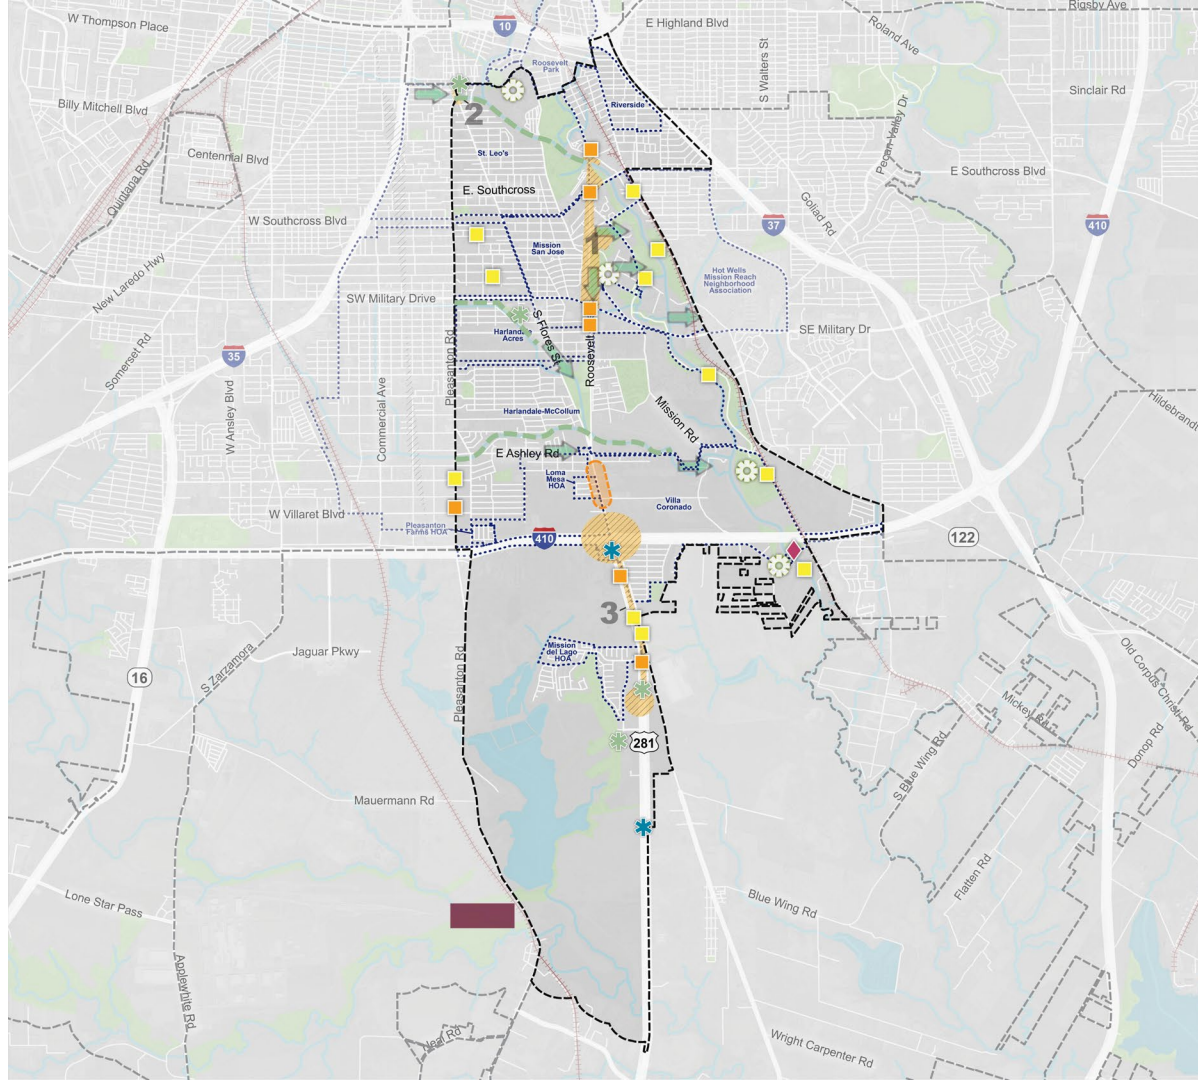 W Thompson Place
10
E Highland Blvd
Rigsby Ave
Roland Ave
S Walters St
Roosevelt
Park
Billy Mitchell Blvd
2
Riverside
Sinclair Rd
Pecan Valley Dr
Centennial Blvd
St. Leo's
E Southcross Blvd
Quintana Rd
E. Southcross
W Southcross Blvd
Goliad Rd
37
410
1
Mission
San Jose
New Laredo Hwy
Hot Wells
Mission Reach
Neighborhood
Association
SW Military Drive
S Flores St
SE Military Dr
Harlandale
Acres
Somerset Rd
35
Pleasanton Rd
Roosevelt
W Ansley Blvd
Commercial Ave
Harlandale-McCollum
Mission Rd
Hildebrandt
E Ashley Rd
Loma
Mesa
HOA
Villa
Coronado
W Villaret Blvd
Pleasanton
Farms HOA
410
122
3
Mission
del Lago
HOA
Jaguar Pkwy
S Zarzamora
16
Pleasanton Rd
Old Corpus Christi Rd
Mickey Rd
281
S Blue Wing Rd
Donop Rd
Mauermann Rd
Flatten Rd
Lone Star Pass
Blue Wing Rd
Applewhite Rd
Neal Rd
Wright Carpenter Rd